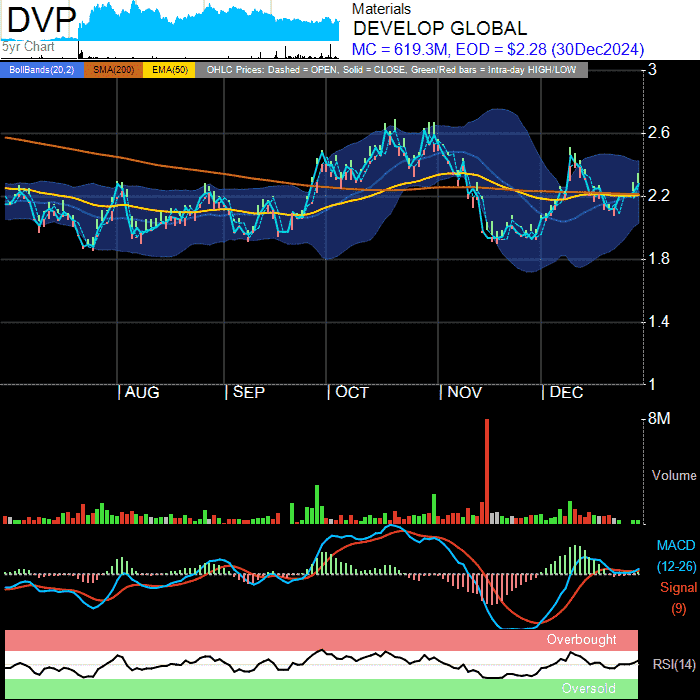 DVP
5yr Chart
Materials
DEVELOP GLOBAL
MC = 619.3M, EOD = $2.28 (30Dec2024)
BollBands(20,2) SMA(200) EMA(50) OHLC Prices: Dashed = OPEN, Solid = CLOSE, Green/Red bars = Intra-day HIGH/LOW
3
2.6
2.2
1.8
1.4
1
| AUG | SEP | OCT | NOV | DEC
8M
Volume
MACD
(12-26)
Signal
(9)
Overbought
RSI(14)
Oversold